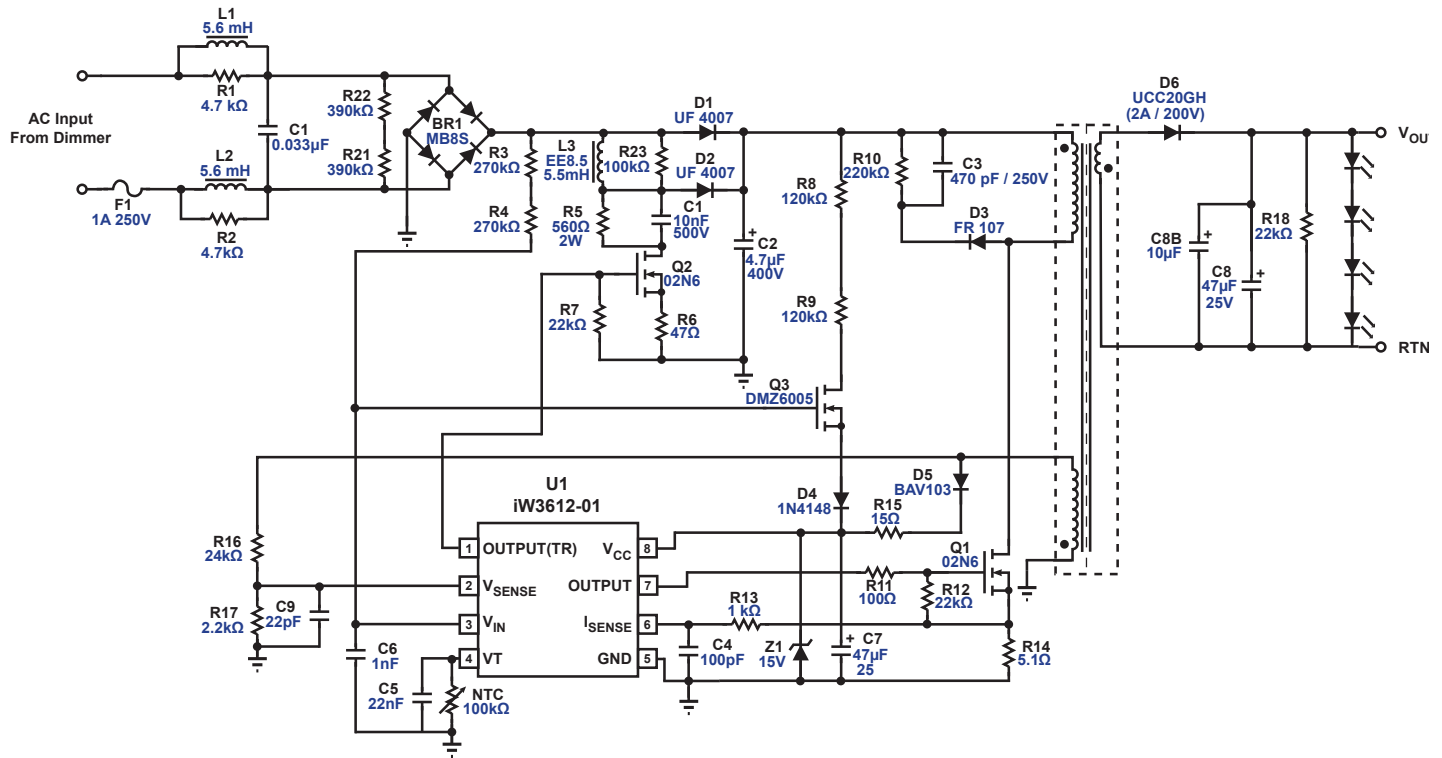 L1
5.6 mH
R1
4.7 kΩ
AC Input
From Dimmer
L2
5.6 mH
F1
1A 250V
R2
4.7kΩ
C1
0.033µF
R22
390kΩ
R21
390kΩ
BR1
MB8S
R3
270kΩ
R4
270kΩ
L3
EE8.5
5.5mH
R23
100kΩ
D1
UF 4007
D2
UF 4007
R5
560Ω
2W
C1
10nF
500V
Q2
02N6
R7
22kΩ
R6
47Ω
+
C2
4.7µF
400V
R8
120kΩ
R9
120kΩ
R10
220kΩ
C3
470 pF / 250V
D3
FR 107
D6
UCC20GH
(2A / 200V)
C8B
+
10µF
C8
+
47µF
25V
R18
22kΩ
VOUT
RTN
Q3
DMZ6005
D4
1N4148
D5
BAV103
R15
15Ω
U1
iW3612-01
1 OUTPUT(TR)
2 VSENSE
3 VIN
4 VT
VCC 8
OUTPUT 7
ISENSE 6
GND 5
R16
24kΩ
R17
2.2kΩ
C9
22pF
C6
1nF
C5
22nF
NTC
100kΩ
R13
1 kΩ
C4
100pF
Z1
15V
+ C7
47µF
25
R11
100Ω
R12
22kΩ
Q1
02N6
R14
5.1Ω